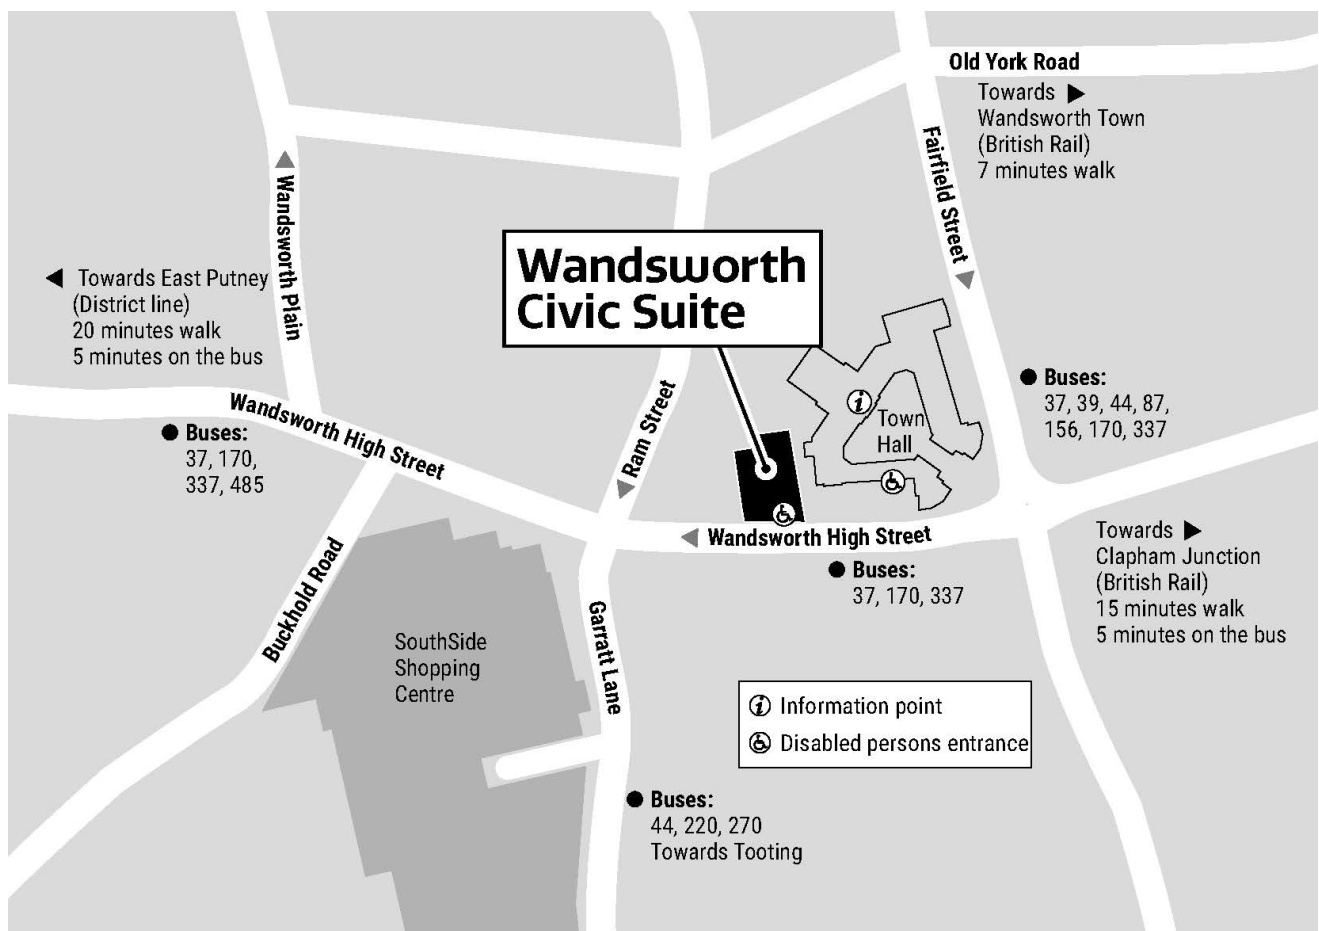 Old York Road
Towards
Wandsworth Town
(British Rail)
7 minutes walk
Fairfield Street
Wandsworth Plain
Wandsworth
Civic Suite
Towards East Putney
(District line)
20 minutes walk
5 minutes on the bus
Ram Street
Buses:
37, 39, 44, 87,
156, 170, 337
i
Town
Hall
Wandsworth High Street
Buses:
37, 170,
337, 485
Wandsworth High Street
Buses:
37, 170, 337
Towards
Clapham Junction
(British Rail)
15 minutes walk
5 minutes on the bus
Buckhold Road
SouthSide
Shopping
Centre
Garratt Lane
i Information point
Disabled persons entrance
Buses:
44, 220, 270
Towards Tooting